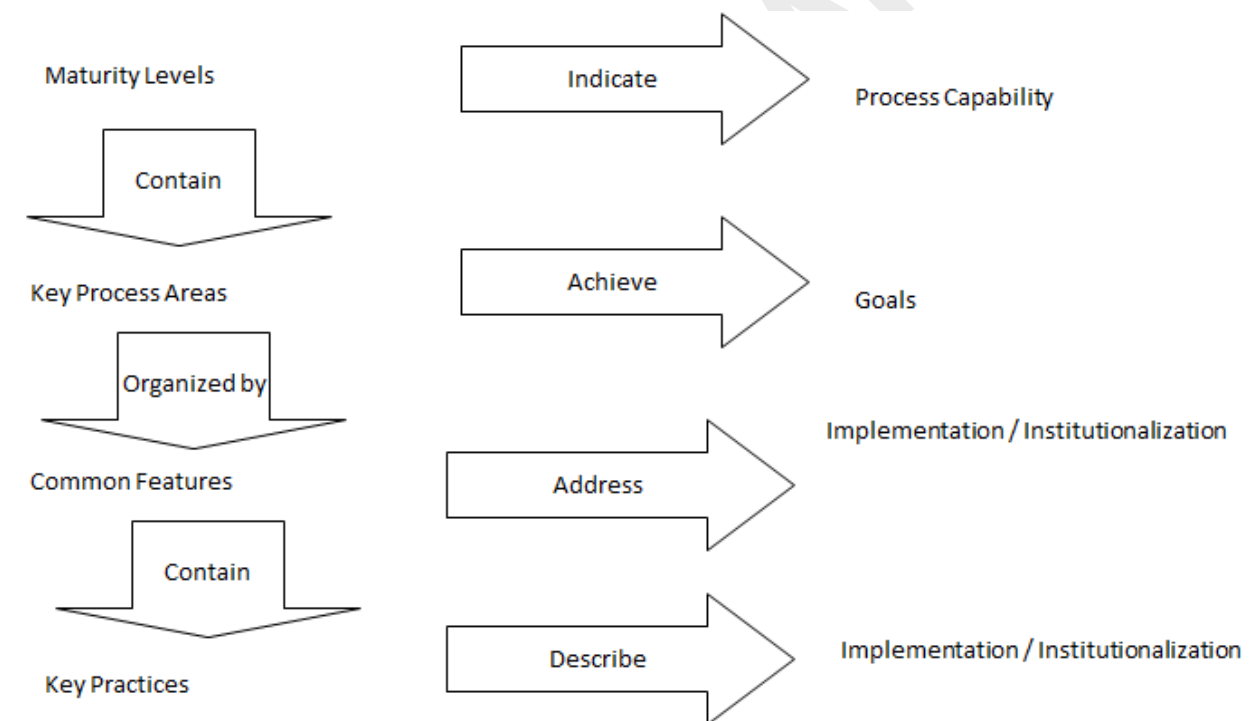 Maturity Levels
Indicate
Process Capability
Contain
Key Process Areas
Achieve
Goals
Organized by
Implementation / Institutionalization
Common Features
Address
Contain
Key Practices
Describe
Implementation / Institutionalization